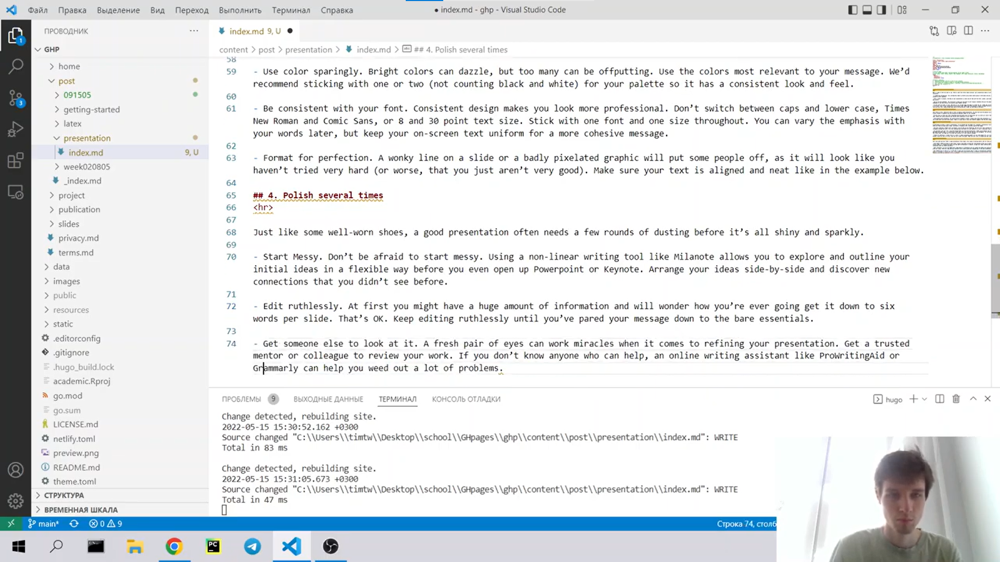 Файл Правка Выделение Вид Переход Выполнить Терминал Справка
● index.md - ghp - Visual Studio Code
ПРОВОДНИК
index.md 9, U
GHP
content > post > presentation > index.md > ## 4. Polish several times
home
post
091505
getting-started
latex
presentation
index.md 9, U
week020805
_index.md
project
publication
slides
privacy.md
terms.md
data
images
public
resources
static
.editorconfig
.gitignore
.hugo_build.lock
academic.Rproj
go.mod
go.sum
LICENSE.md
netlify.toml
preview.png
README.md
theme.toml
СТРУКТУРА
ВРЕМЕННАЯ ШКАЛА
1
3
58
59 - Use color sparingly. Bright colors can dazzle, but too many can be offputting. Use the colors most relevant to your message. We’d
recommend sticking with one or two (not counting black and white) for your palette so it has a consistent look and feel.
60
61 - Be consistent with your font. Consistent design makes you look more professional. Don’t switch between caps and lower case, Times
New Roman and Comic Sans, or 8 and 30 point text size. Stick with one font and one size throughout. You can vary the emphasis with
your words later, but keep your on-screen text uniform for a more cohesive message.
62
63 - Format for perfection. A wonky line on a slide or a badly pixelated graphic will put some people off, as it will look like you
haven’t tried very hard (or worse, that you just aren’t very good). Make sure your text is aligned and neat like in the example below.
64
65 ## 4. Polish several times
66 <hr>
67
68 Just like some well-worn shoes, a good presentation often needs a few rounds of dusting before it’s all shiny and sparkly.
69
70 - Start Messy. Don’t be afraid to start messy. Using a non-linear writing tool like Milanote allows you to explore and outline your
initial ideas in a flexible way before you even open up Powerpoint or Keynote. Arrange your ideas side-by-side and discover new
connections that you didn’t see before.
71
72 - Edit ruthlessly. At first you might have a huge amount of information and will wonder how you’re ever going get it down to six
words per slide. That’s OK. Keep editing ruthlessly until you’ve pared your message down to the bare essentials.
73
74 - Get someone else to look at it. A fresh pair of eyes can work miracles when it comes to refining your presentation. Get a trusted
mentor or colleague to review your work. If you don’t know anyone who can help, an online writing assistant like ProWritingAid or
Grammarly can help you weed out a lot of problems.
ПРОБЛЕМЫ 9 ВЫХОДНЫЕ ДАННЫЕ ТЕРМИНАЛ КОНСОЛЬ ОТЛАДКИ
hugo
Change detected, rebuilding site.
2022-05-15 15:30:52.162 +0300
Source changed "C:\\Users\\timtw\\Desktop\\school\\GHpages\\ghp\\content\\post\\presentation\\index.md": WRITE
Total in 83 ms
Change detected, rebuilding site.
2022-05-15 15:31:05.673 +0300
Source changed "C:\\Users\\timtw\\Desktop\\school\\GHpages\\ghp\\content\\post\\presentation\\index.md": WRITE
Total in 47 ms
main* 0 9
Строка 74, столб
PC